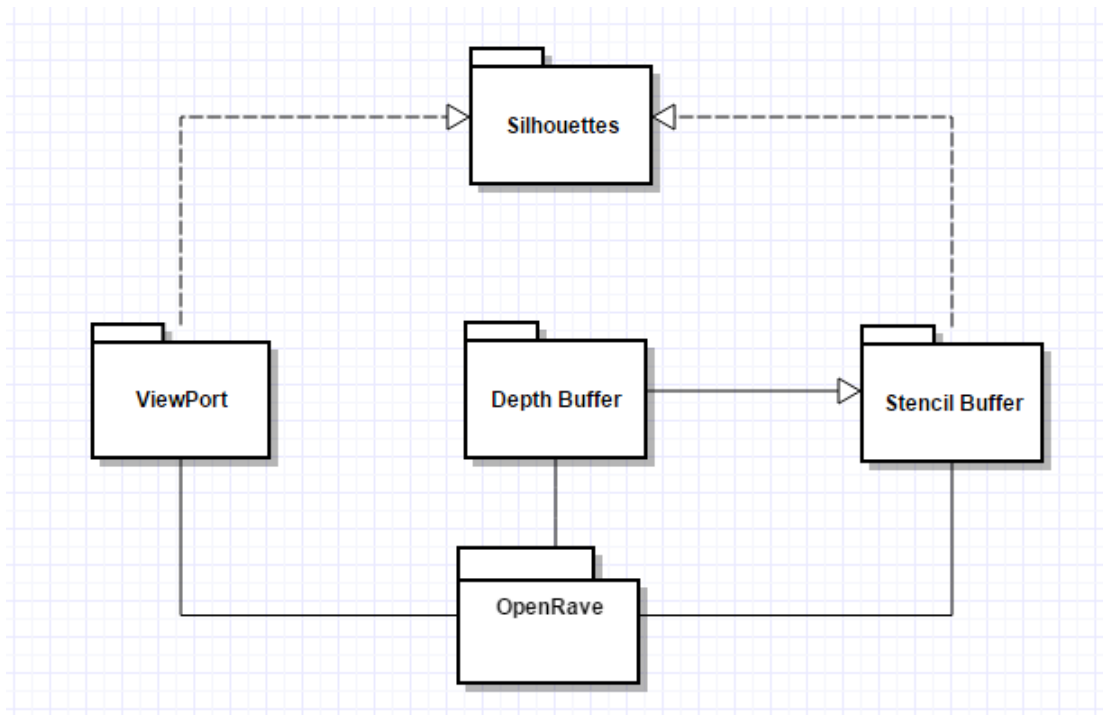 Silhouettes
ViewPort
Depth Buffer
Stencil Buffer
OpenRave